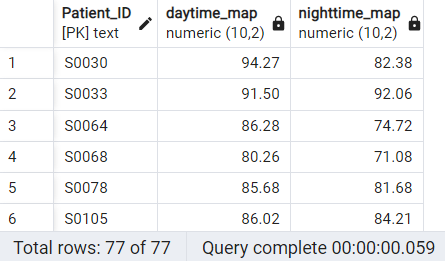 Patient_ID daytime_map nighttime_map
[PK] text numeric (10,2) numeric (10,2)
1 S0030 94.27 82.38
2 S0033 91.50 92.06
3 S0064 86.28 74.72
4 S0068 80.26 71.08
5 S0078 85.68 81.68
6 S0105 86.02 84.21
Total rows: 77 of 77 Query complete 00:00:00.059